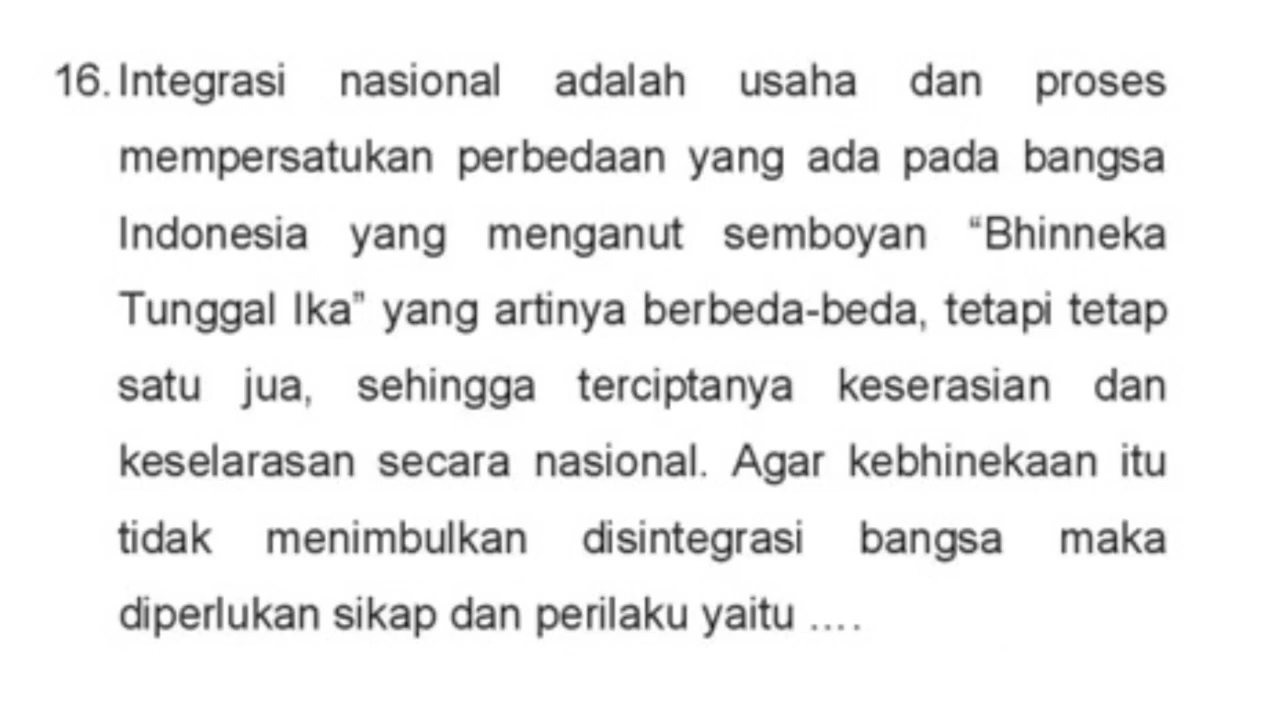 16. Integrasi nasional adalah usaha dan proses
mempersatukan perbedaan yang ada pada bangsa
Indonesia yang menganut semboyan “Bhinneka
Tunggal Ika” yang artinya berbeda-beda, tetapi tetap
satu jua, sehingga terciptanya keserasian dan
keselarasan secara nasional. Agar kebhinekaan itu
tidak menimbulkan disintegrasi bangsa maka
diperlukan sikap dan perilaku yaitu ....